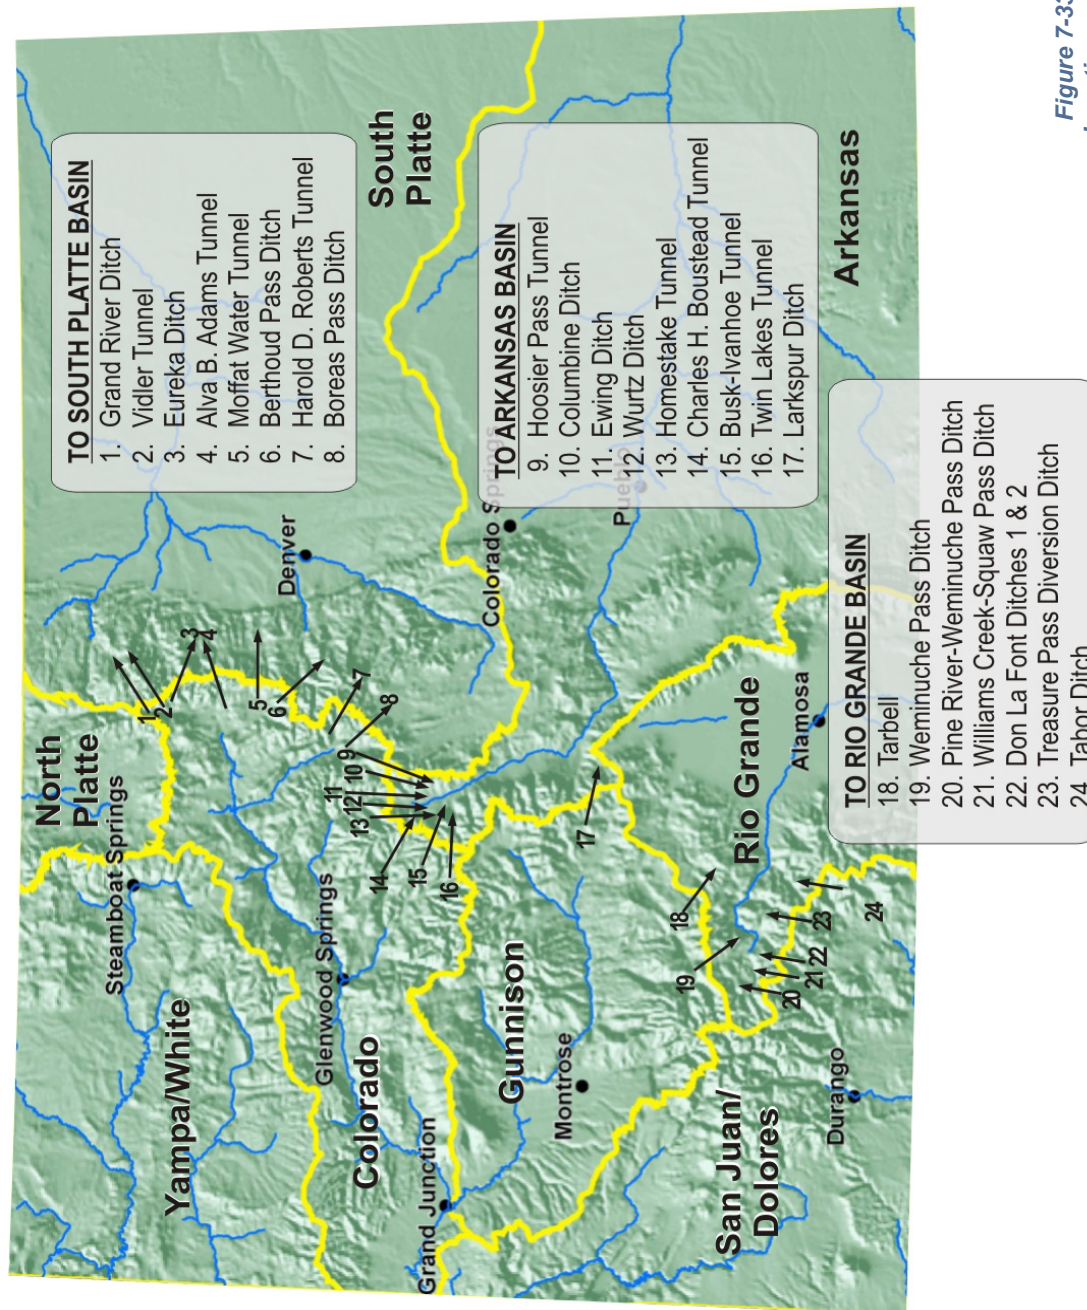 North
Platte
Steamboat Springs
Yampa/White
TO SOUTH PLATTE BASIN
1. Grand River Ditch
2. Vidler Tunnel
3. Eureka Ditch
4. Alva B. Adams Tunnel
5. Moffat Water Tunnel
6. Berthoud Pass Ditch
7. Harold D. Roberts Tunnel
8. Boreas Pass Ditch
South
Platte
Denver
Glenwood Springs
Colorado
Grand Junction
Gunnison
Montrose
Colorado Springs
Pueblo
TO ARKANSAS BASIN
9. Hoosier Pass Tunnel
10. Columbine Ditch
11. Ewing Ditch
12. Wurtz Ditch
13. Homestake Tunnel
14. Charles H. Boustead Tunnel
15. Busk-Ivanhoe Tunnel
16. Twin Lakes Tunnel
17. Larkspur Ditch
Arkansas
Rio Grande
Alamosa
San Juan/
Dolores
Durango
TO RIO GRANDE BASIN
18. Tarbell
19. Weminuche Pass Ditch
20. Pine River-Weminuche Pass Ditch
21. Williams Creek-Squaw Pass Ditch
22. Don La Font Ditches 1 & 2
23. Treasure Pass Diversion Ditch
24. Tabor Ditch
1
2
3
4
5
6
7
8
9
10
11
12
13
14
15
16
17
18
19
20
21
22
23
24
Figure 7-33